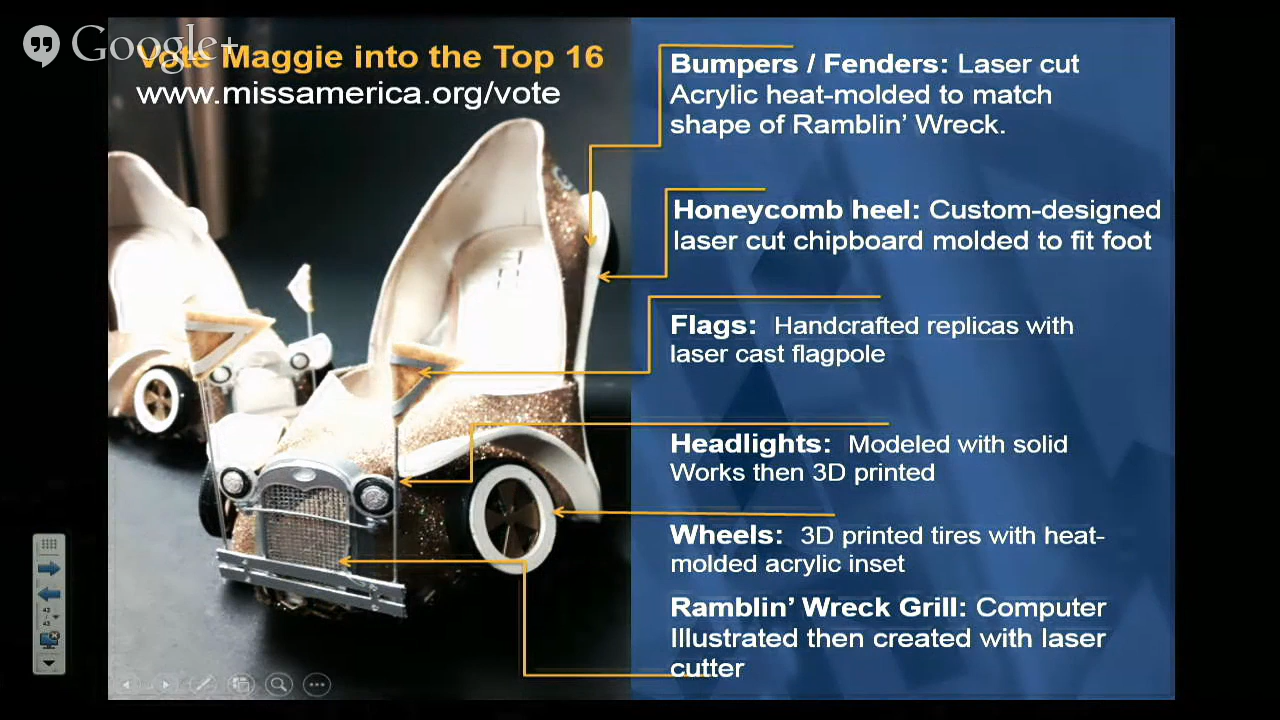 Google+
Vote Maggie into the Top 16
www.missamerica.org/vote
Bumpers / Fenders: Laser cut
Acrylic heat-molded to match
shape of Ramblin' Wreck.
Honeycomb heel: Custom-designed
laser cut chipboard molded to fit foot
Flags: Handcrafted replicas with
laser cast flagpole
Headlights: Modeled with solid
Works then 3D printed
Wheels: 3D printed tires with heat-
molded acrylic inset
Ramblin' Wreck Grill: Computer
Illustrated then created with laser
cutter
43
/
43